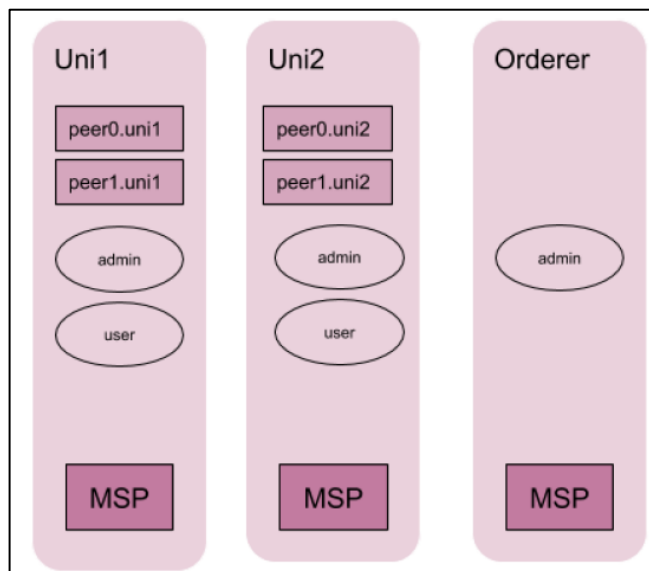 Uni1
peer0.uni1
peer1.uni1
admin
user
MSP
Uni2
peer0.uni2
peer1.uni2
admin
user
MSP
Orderer
admin
MSP